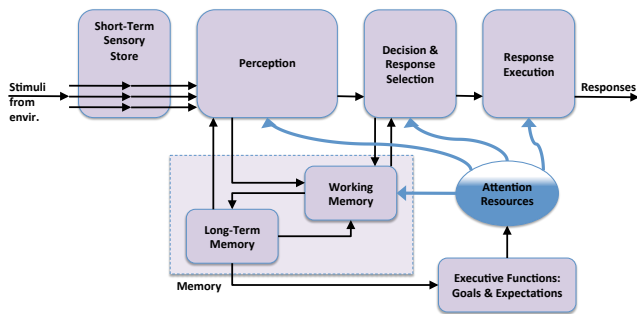 Short-Term
Sensory
Store
Stimuli
from
envir.
Perception
Decision &
Response
Selection
Response
Execution
Responses
Working
Memory
Attention
Resources
Long-Term
Memory
Memory
Executive Functions:
Goals & Expectations